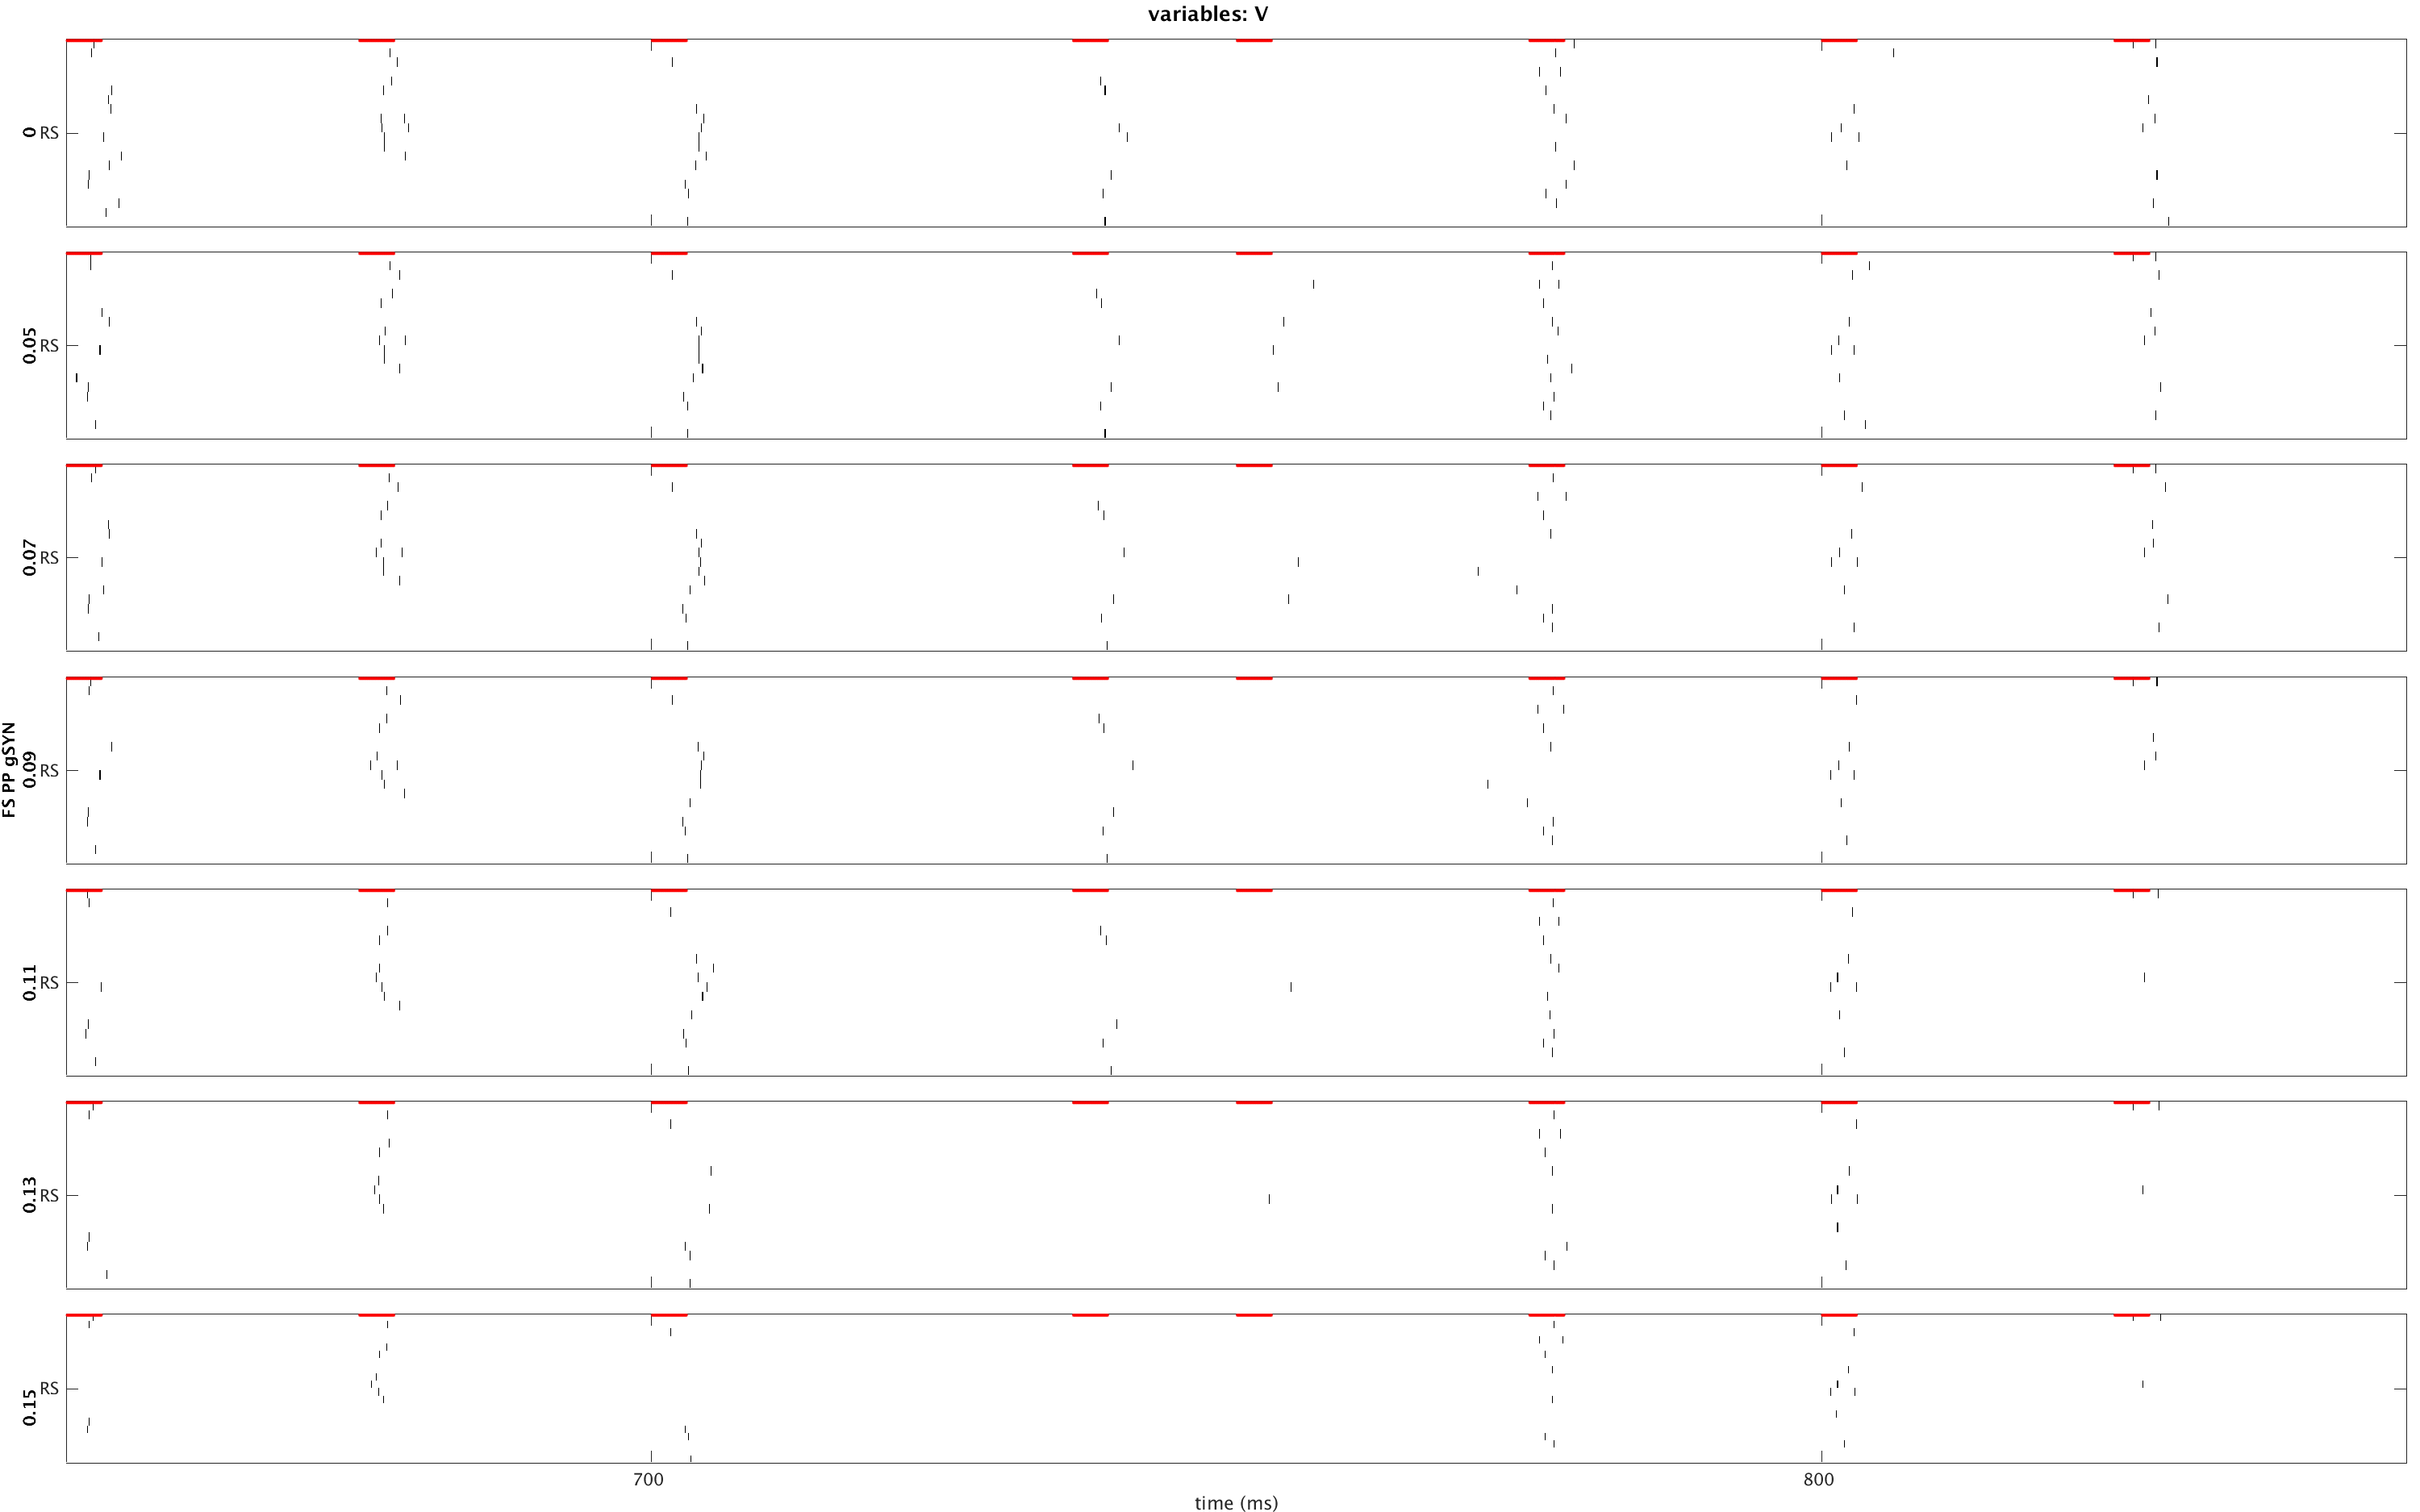 variables: V
FS PP gSYN
0 RS
0.05 RS
0.07 RS
0.09 RS
0.11 RS
0.13 RS
0.15 RS
700 800
time (ms)